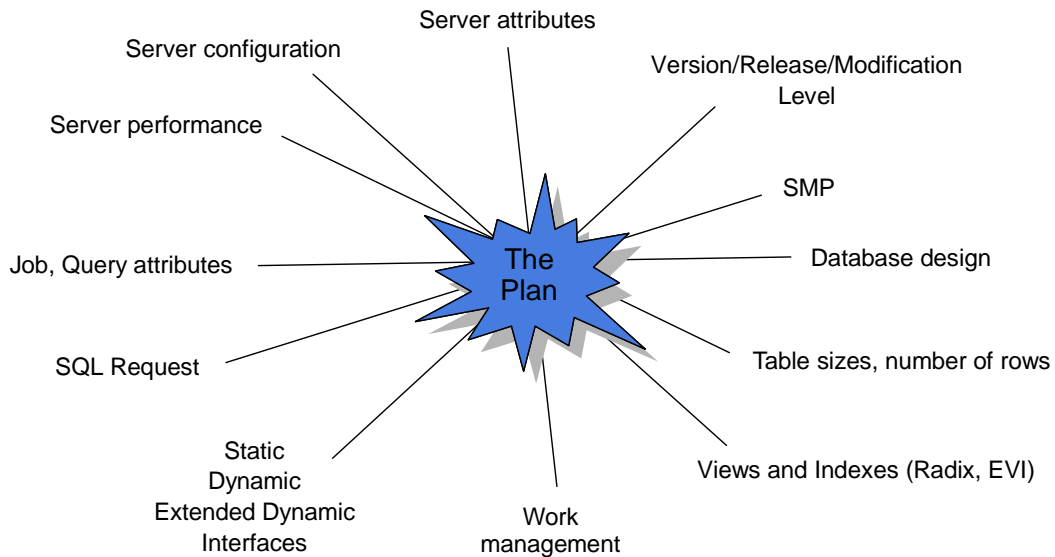 Server attributes
Server configuration
Version/Release/Modification
Level
Server performance
SMP
The
Plan
Job, Query attributes
Database design
SQL Request
Table sizes, number of rows
Static
Dynamic
Extended Dynamic
Interfaces
Views and Indexes (Radix, EVI)
Work
management